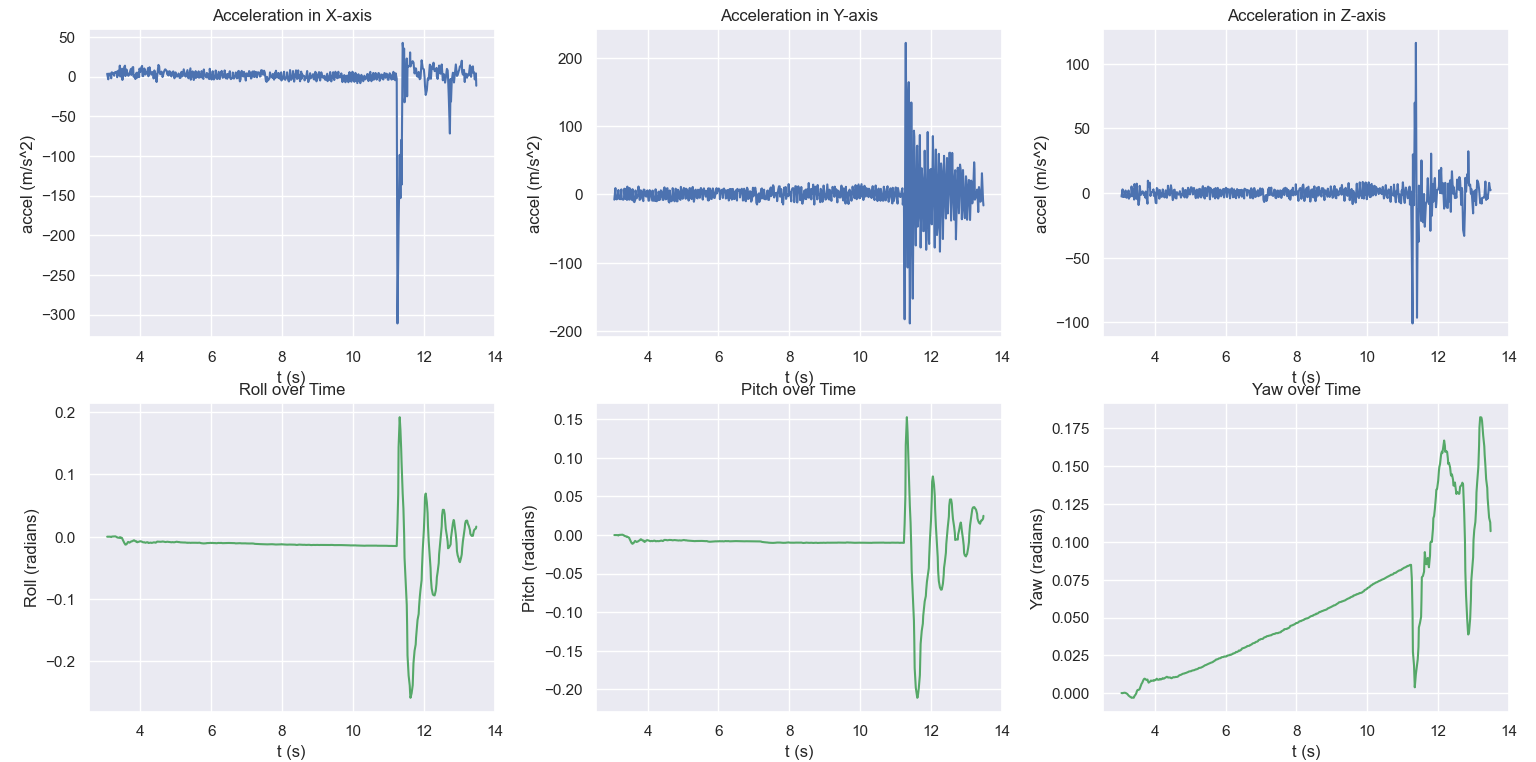 Acceleration in X-axis
50
0
−50
−100
−150
−200
−250
−300
accel (m/s^2)
4 6 8 10 12 14
t (s)
Acceleration in Y-axis
200
100
0
−100
−200
accel (m/s^2)
4 6 8 10 12 14
t (s)
Acceleration in Z-axis
100
50
0
−50
−100
accel (m/s^2)
4 6 8 10 12 14
t (s)
Roll over Time
0.2
0.1
0.0
−0.1
−0.2
Roll (radians)
4 6 8 10 12 14
t (s)
Pitch over Time
0.15
0.10
0.05
0.00
−0.05
−0.10
−0.15
−0.20
Pitch (radians)
4 6 8 10 12 14
t (s)
Yaw over Time
0.175
0.150
0.125
0.100
0.075
0.050
0.025
0.000
Yaw (radians)
4 6 8 10 12 14
t (s)